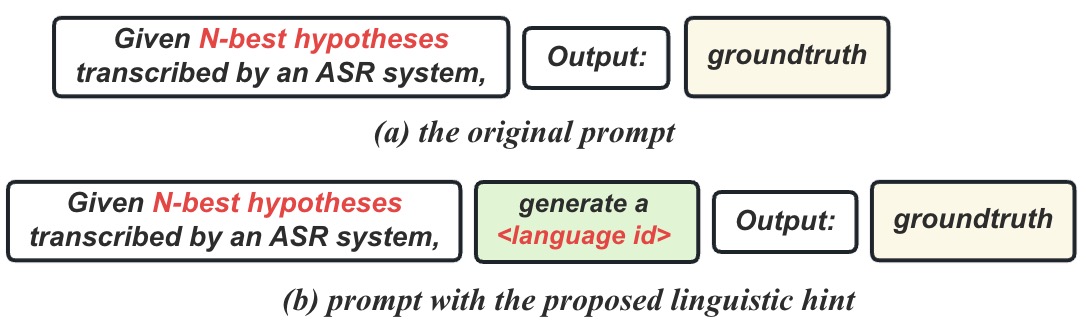 Given N-best hypotheses
transcribed by an ASR system,
Output:
groundtruth
(a) the original prompt
Given N-best hypotheses
transcribed by an ASR system,
generate a
<language id>
Output:
groundtruth
(b) prompt with the proposed linguistic hint